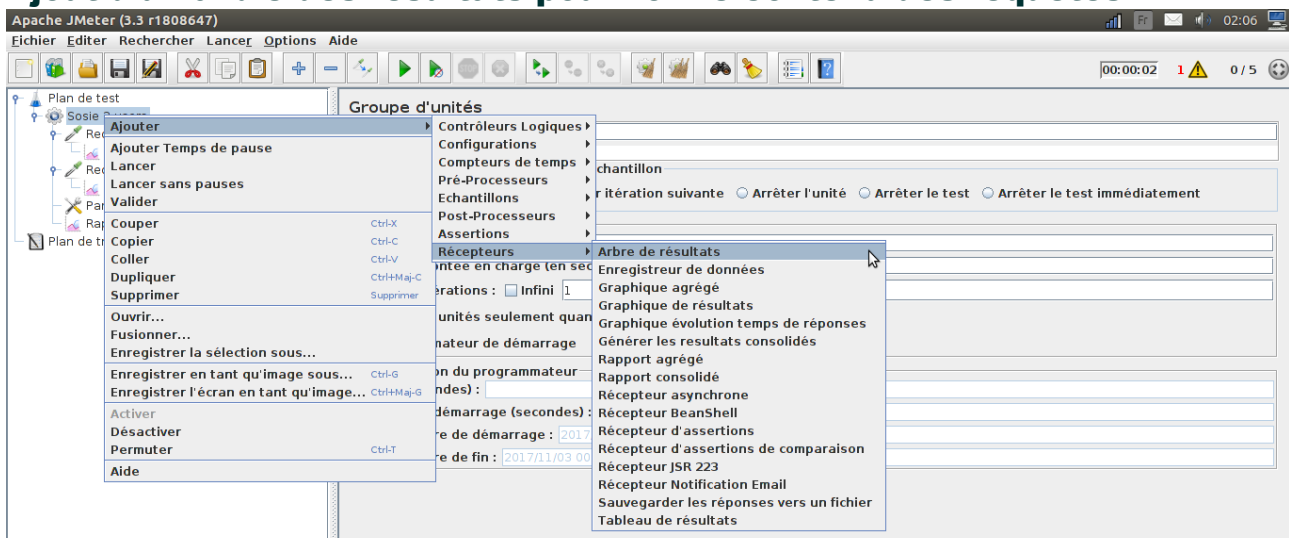 Apache JMeter (3.3 r1808647)
Fr
02:06
Fichier Editer Rechercher Lancer Options Aide
00:00:02 1 0 / 5
Plan de test
Sosie
Plan de
Groupe d'unités
Ajouter
Ajouter Temps de pause
Lancer
Lancer sans pauses
Valider
Couper Ctrl-X
Copier Ctrl-C
Coller Ctrl-V
Dupliquer Ctrl+Maj-C
Supprimer Supprimer
Ouvrir...
Fusionner...
Enregistrer la sélection sous...
Enregistrer en tant qu'image sous... Ctrl-G
Enregistrer l'écran en tant qu'image... Ctrl+Maj-G
Activer
Désactiver
Permuter Ctrl-T
Aide
Contrôleurs Logiques
Configurations
Compteurs de temps
Pré-Processeurs
Echantillons
Post-Processeurs
Assertions
Récepteurs
Arbre de résultats
Enregistreur de données
Graphique agrégé
Graphique de résultats
Graphique évolution temps de réponses
Générer les resultats consolidés
Rapport agrégé
Rapport consolidé
Récepteur asynchrone
Récepteur BeanShell
Récepteur d'assertions
Récepteur d'assertions de comparaison
Récepteur JSR 223
Récepteur Notification Email
Sauvegarder les réponses vers un fichier
Tableau de résultats
chantillon
r itération suivante Arrêter l'unité Arrêter le test Arrêter le test immédiatement
en charge (en
érations : Infini 1
unités seulement
mateur de démarrage
on du programmateur
ndes) :
démarrage (secondes) :
re de démarrage : 2017
re de fin : 2017/11/03 00